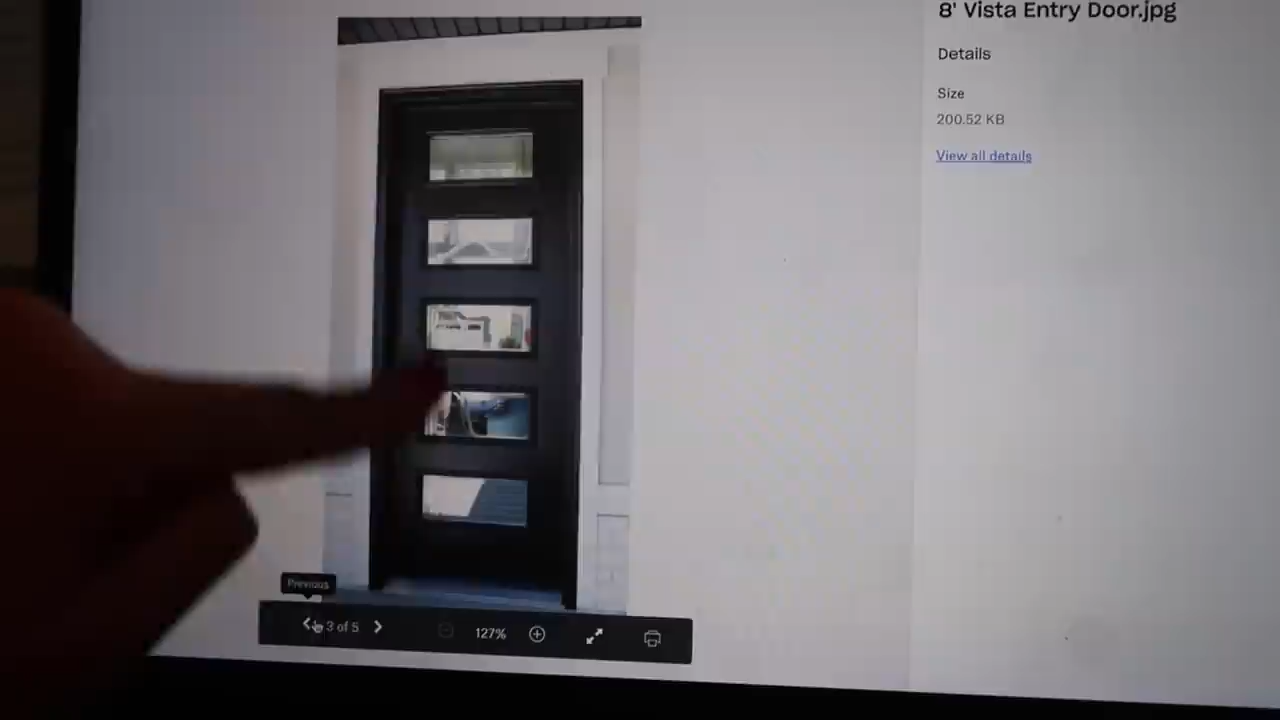 8' Vista Entry Door.jpg
Details
Size
200.52 KB
View all details
Previous
3 of 5
127%